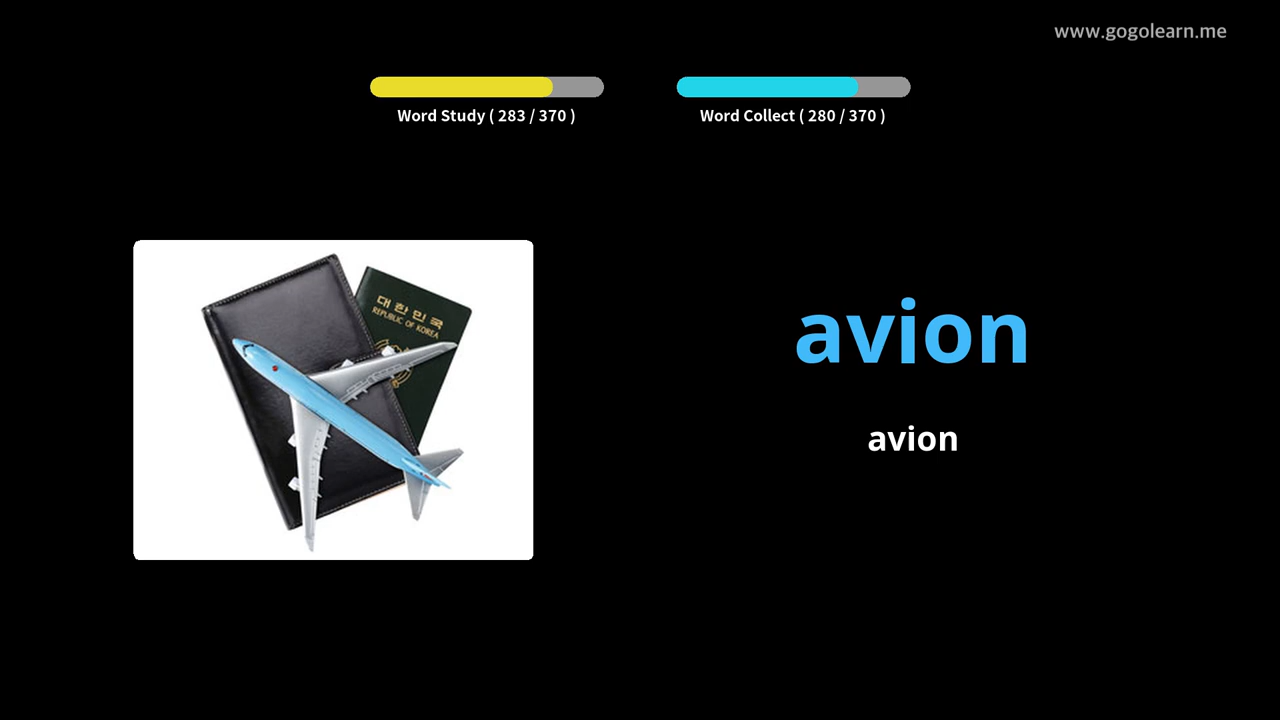 www.gogolearn.me
Word Study ( 283 / 370 )
Word Collect ( 280 / 370 )
대한민국
REPUBLIC OF KOREA
avion
avion